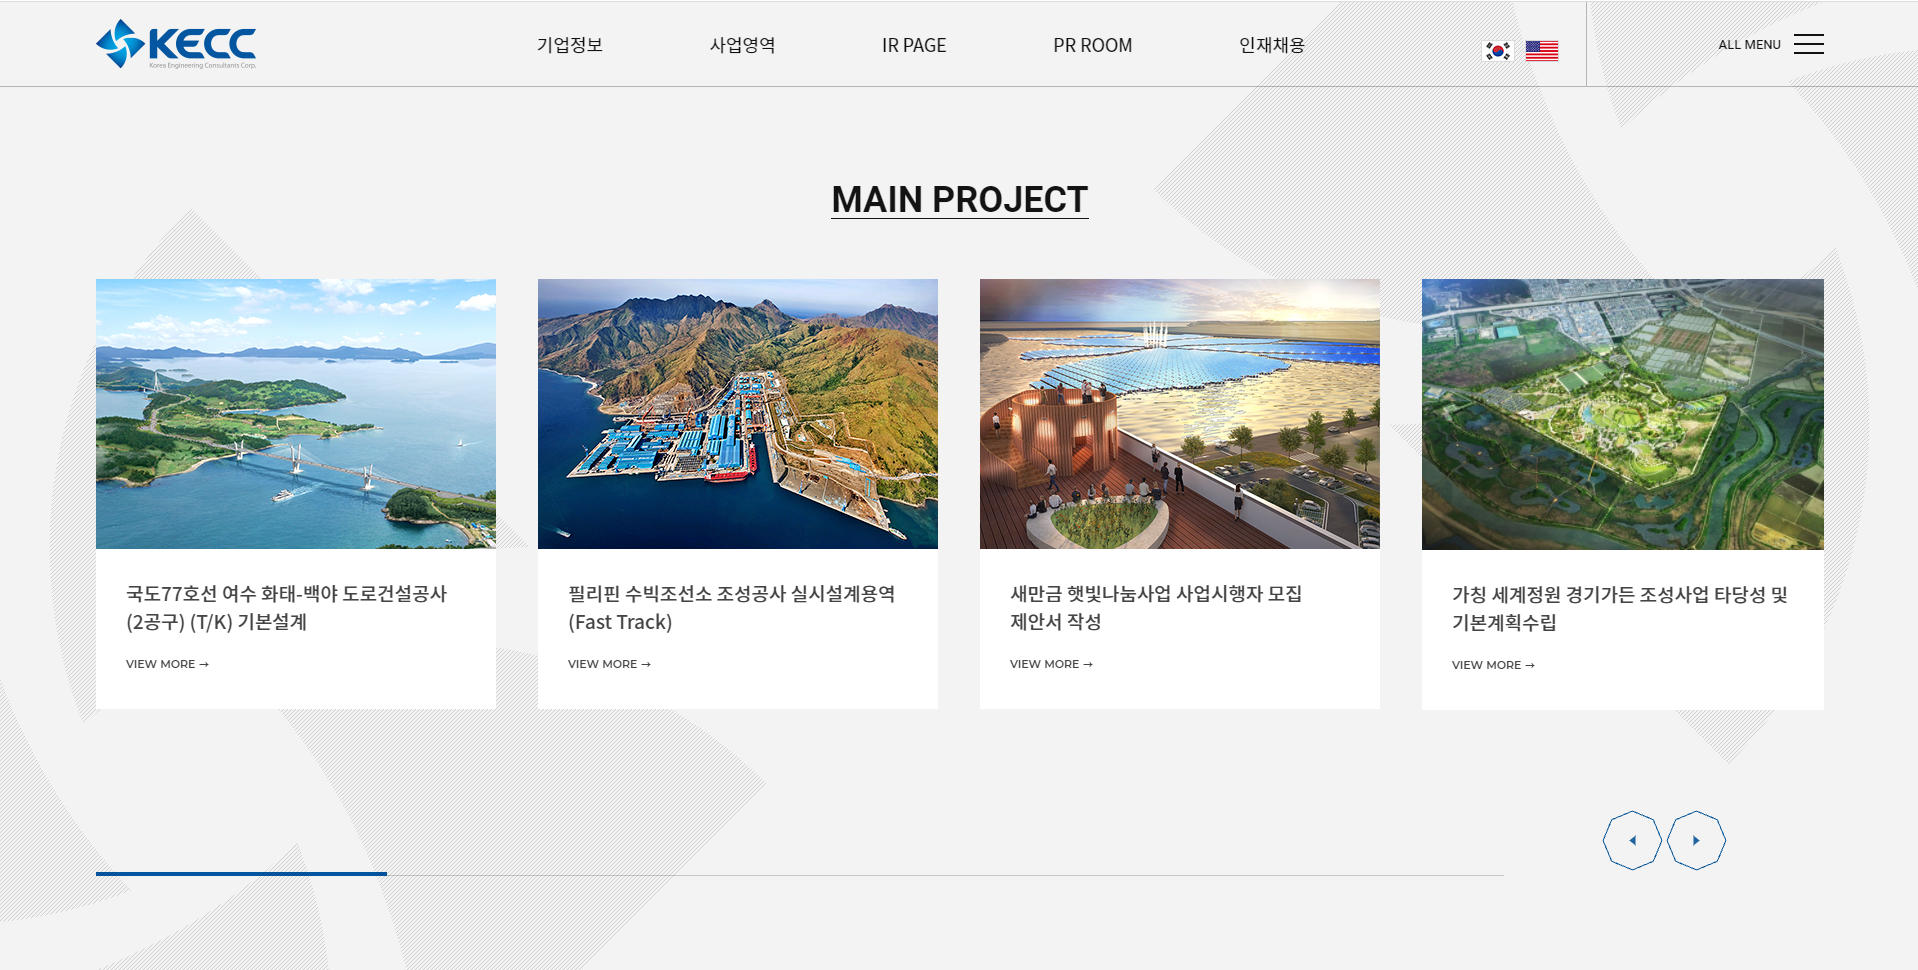 KECC
Korea Engineering Consultants Corp.
기업정보
사업영역
IR PAGE
PR ROOM
인재채용
ALL MENU
MAIN PROJECT
국도77호선 여수 화태-백야 도로건설공사
(2공구) (T/K) 기본설계
VIEW MORE →
필리핀 수빅조선소 조성공사 실시설계용역
(Fast Track)
VIEW MORE →
새만금 햇빛나눔사업 사업시행자 모집
제안서 작성
VIEW MORE →
가칭 세계정원 경기가든 조성사업 타당성 및
기본계획수립
VIEW MORE →